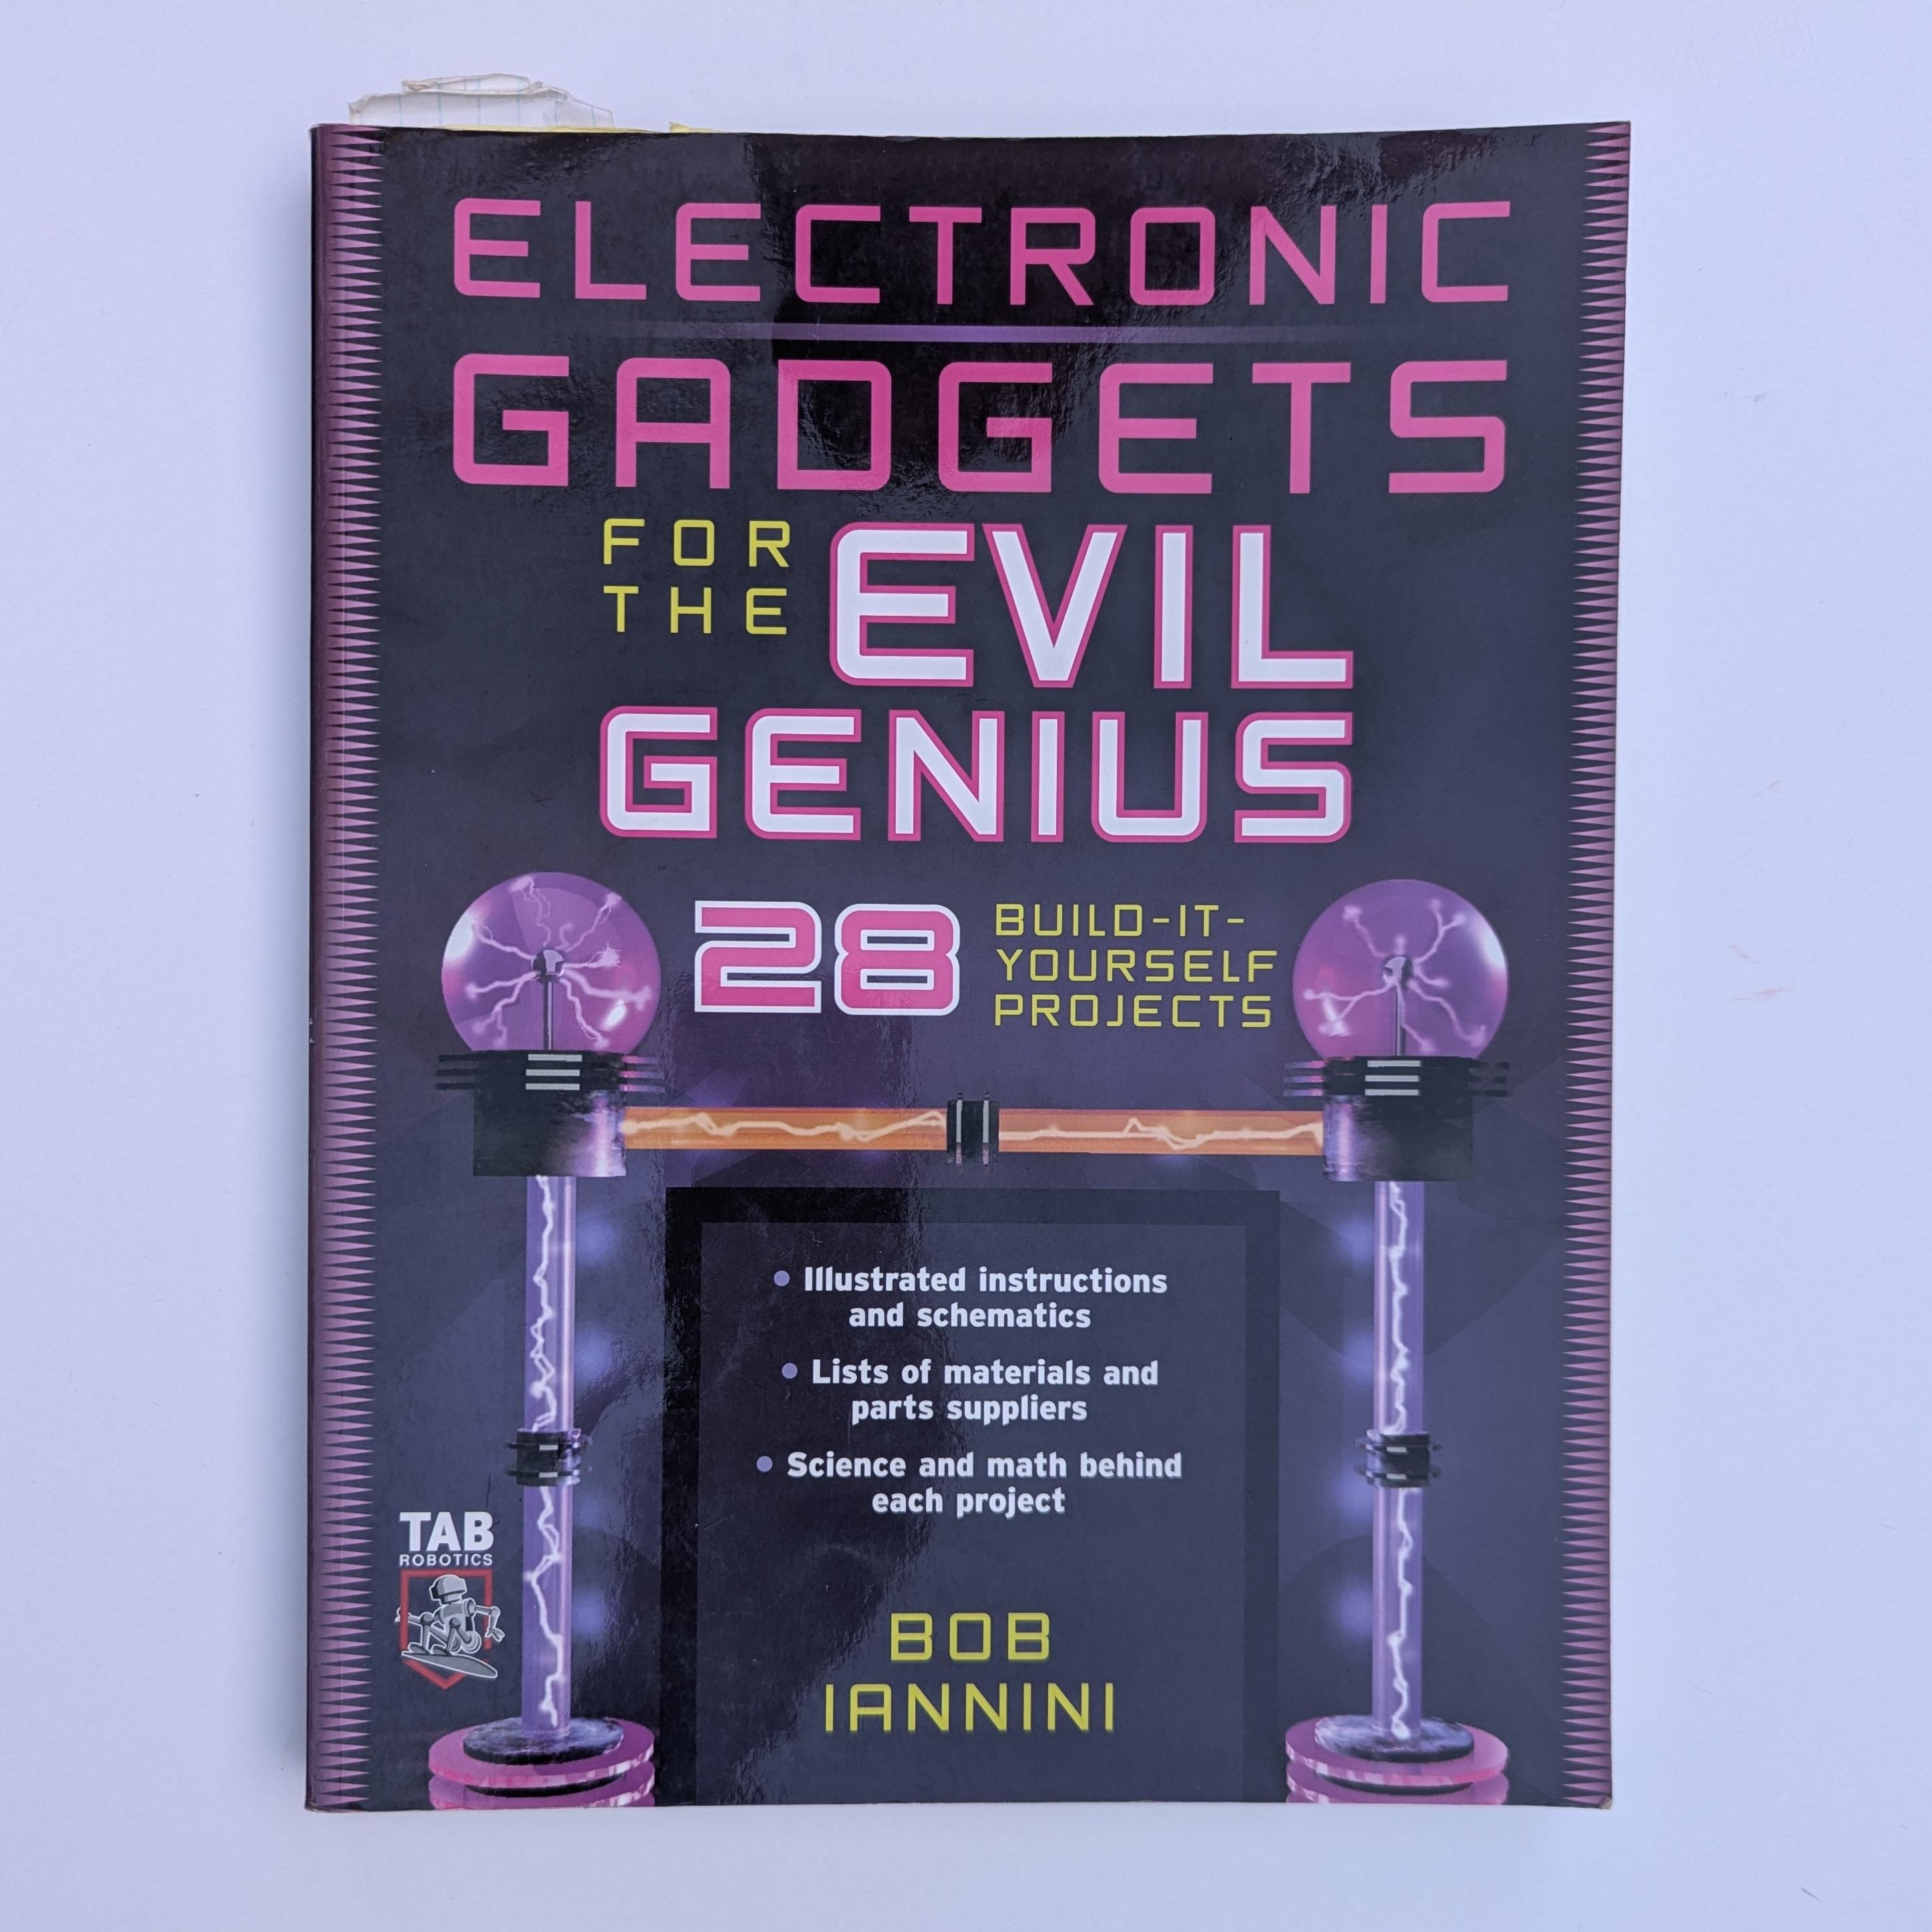 ELECTRONIC
GADGETS
FOR
THE
EVIL
GENIUS
28
BUILD-IT-
YOURSELF
PROJECTS
• Illustrated instructions
and schematics
• Lists of materials and
parts suppliers
• Science and math behind
each project
TAB
ROBOTICS
BOB
IANNINI